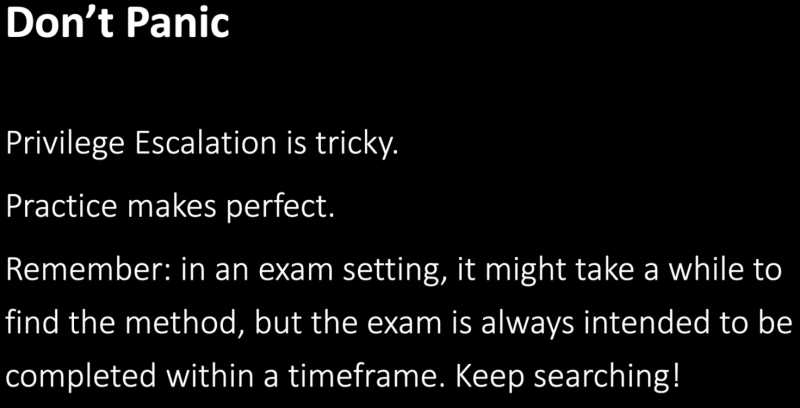 Don’t Panic
Privilege Escalation is tricky.
Practice makes perfect.
Remember: in an exam setting, it might take a while to
find the method, but the exam is always intended to be
completed within a timeframe. Keep searching!